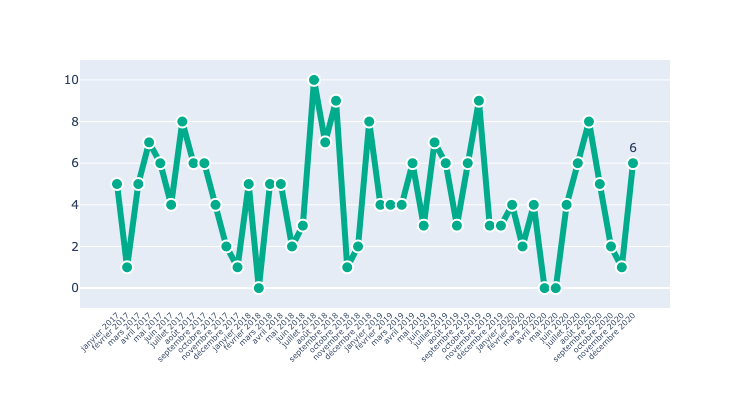 10
8
6
4
2
0
6
janvier 2017
février 2017
mars 2017
avril 2017
mai 2017
juin 2017
juillet 2017
août 2017
septembre 2017
octobre 2017
novembre 2017
décembre 2017
janvier 2018
février 2018
mars 2018
avril 2018
mai 2018
juin 2018
juillet 2018
août 2018
septembre 2018
octobre 2018
novembre 2018
décembre 2018
janvier 2019
février 2019
mars 2019
avril 2019
mai 2019
juin 2019
juillet 2019
août 2019
septembre 2019
octobre 2019
novembre 2019
décembre 2019
janvier 2020
février 2020
mars 2020
avril 2020
mai 2020
juin 2020
juillet 2020
août 2020
septembre 2020
octobre 2020
novembre 2020
décembre 2020